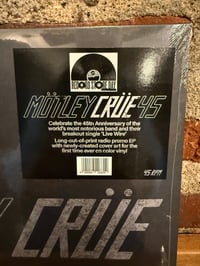 RECORD STORE DAY
MÖTLEY CRÜE 45
Celebrate the 45th Anniversary of the
world's most notorious band and their
breakout single 'Live Wire'
Long-out-of-print radio promo EP
with newly-created cover art for the
first time ever on color vinyl
45 RPM
CRÜE